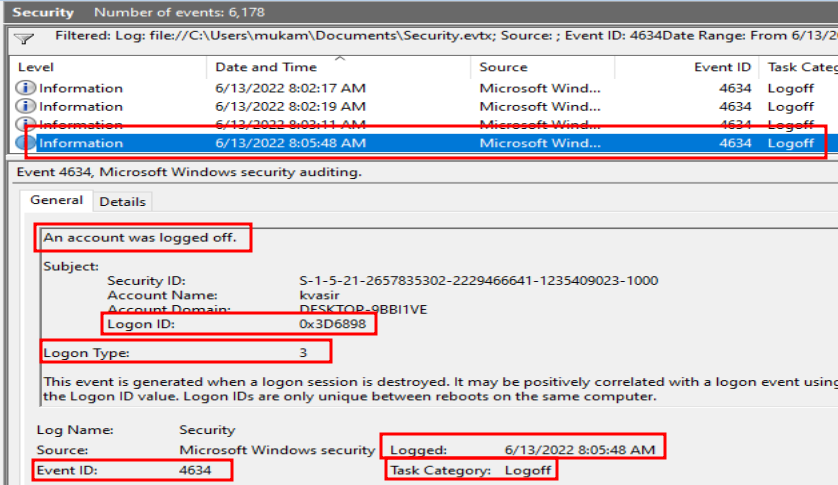 Security Number of events: 6,178
Filtered: Log: file://C:\Users\mukam\Documents\Security.evtx; Source: ; Event ID: 4634Date Range: From 6/13/20
Level Date and Time Source Event ID Task Categ
Information 6/13/2022 8:02:17 AM Microsoft Wind... 4634 Logoff
Information 6/13/2022 8:02:19 AM Microsoft Wind... 4634 Logoff
Information 6/13/2022 8:03:11 AM Microsoft Wind... 4634 Logoff
Information 6/13/2022 8:05:48 AM Microsoft Wind... 4634 Logoff
Event 4634, Microsoft Windows security auditing.
General Details
An account was logged off.
Subject:
Security ID: S-1-5-21-2657835302-2229466641-1235409023-1000
Account Name: kvasir
Account Domain: DESKTOP-9BBI1VE
Logon ID: 0x3D6898
Logon Type: 3
This event is generated when a logon session is destroyed. It may be positively correlated with a logon event using
the Logon ID value. Logon IDs are only unique between reboots on the same computer.
Log Name: Security
Source: Microsoft Windows security Logged: 6/13/2022 8:05:48 AM
Event ID: 4634 Task Category: Logoff